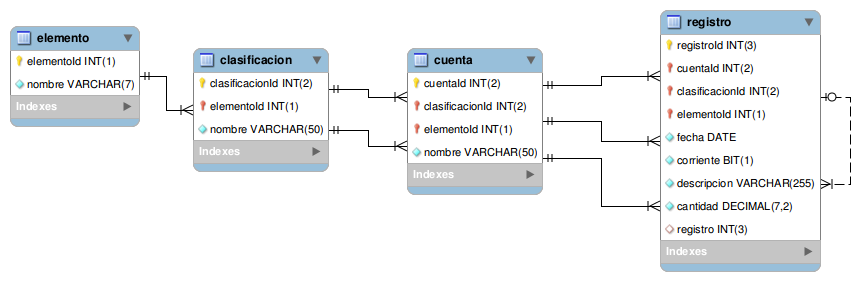 elemento
elementoId INT(1)
nombre VARCHAR(7)
Indexes
clasificacion
clasificacionId INT(2)
elementoId INT(1)
nombre VARCHAR(50)
Indexes
cuenta
cuentaId INT(2)
clasificacionId INT(2)
elementoId INT(1)
nombre VARCHAR(50)
Indexes
registro
registroId INT(3)
cuentaId INT(2)
clasificacionId INT(2)
elementoId INT(1)
fecha DATE
corriente BIT(1)
descripcion VARCHAR(255)
cantidad DECIMAL(7,2)
registro INT(3)
Indexes